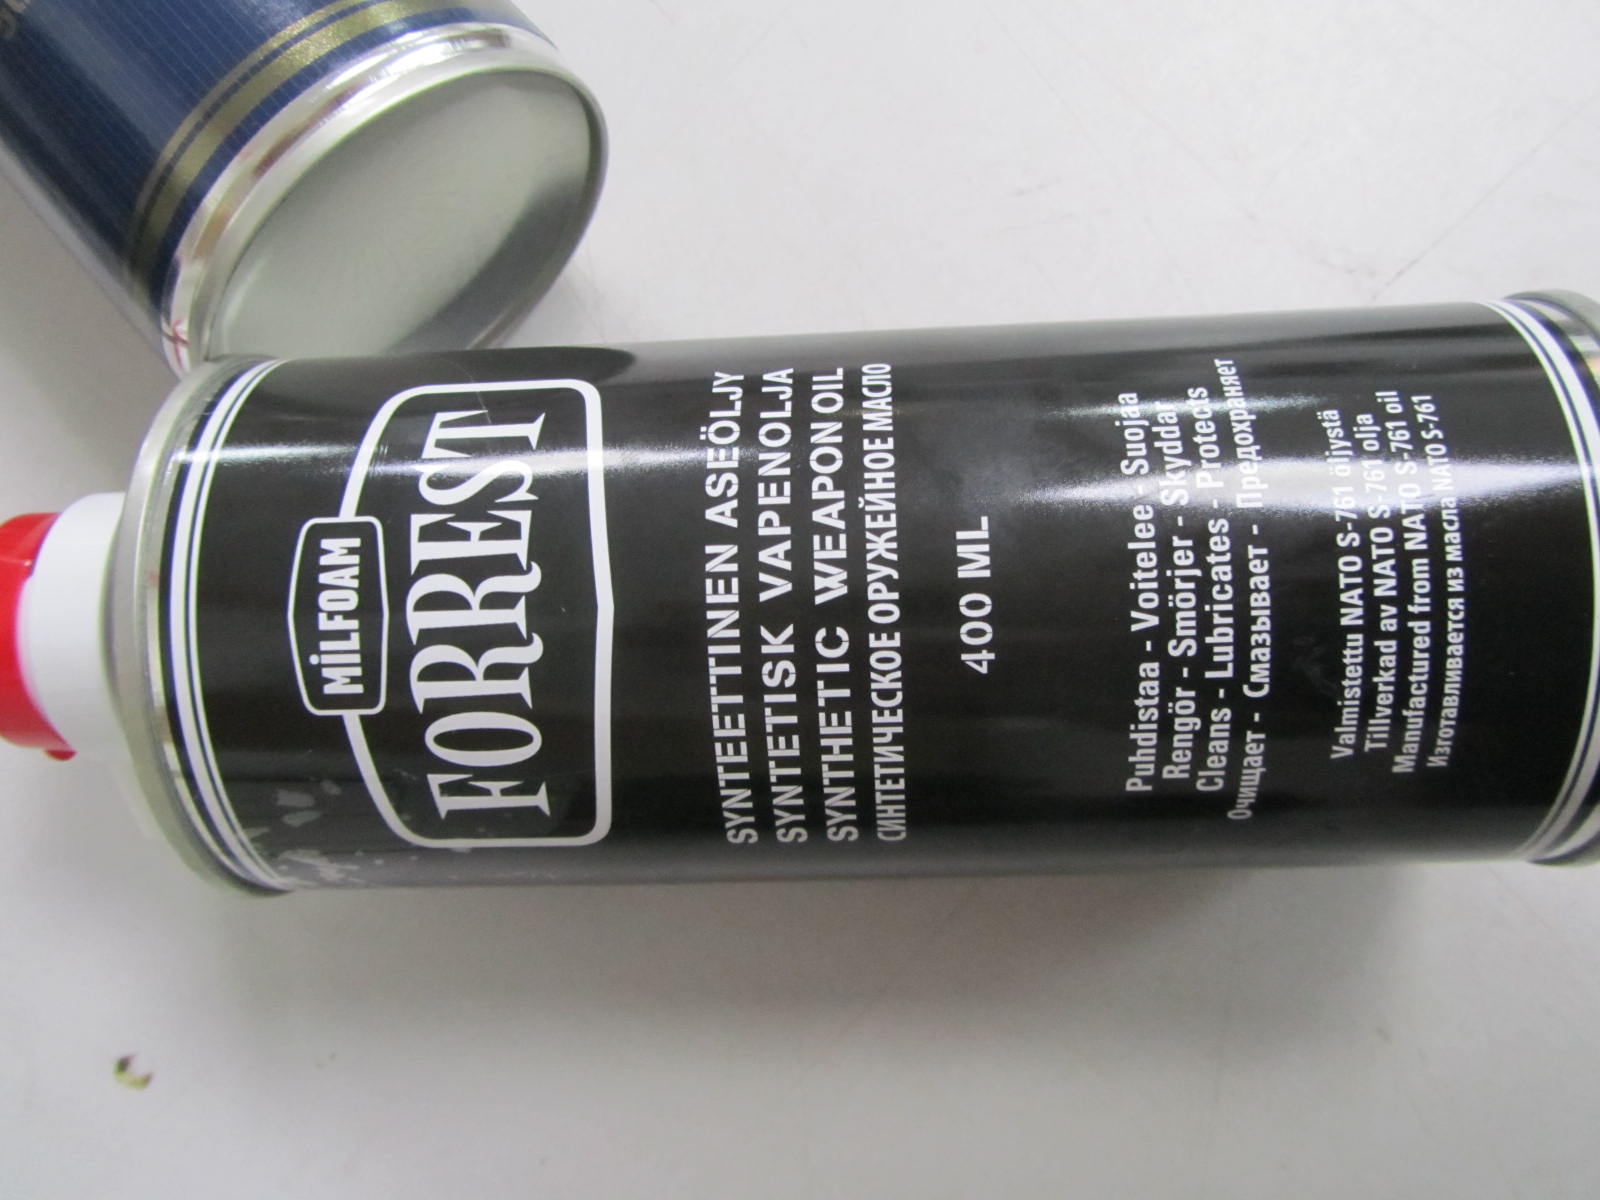 MiLFOAM
FORREST
SYNTEETTINEN ASEÖLJY
SYNTETISK VAPENOLJA
SYNTHETIC WEAPON OIL
СИНТЕТИЧЕСКОЕ ОРУЖЕЙНОЕ МАСЛО
400 ML
Puhdistaa - Voitelee - Suojaa
Rengör - Smörjer - Skyddar
Cleans - Lubricates - Protects
Очищает - Смазывает - Предохраняет
Valmistettu NATO S-761 öljystä
Tillverkad av NATO S-761 olja
Manufactured from NATO S-761 oil
Изготавливается из масла NATO S-761